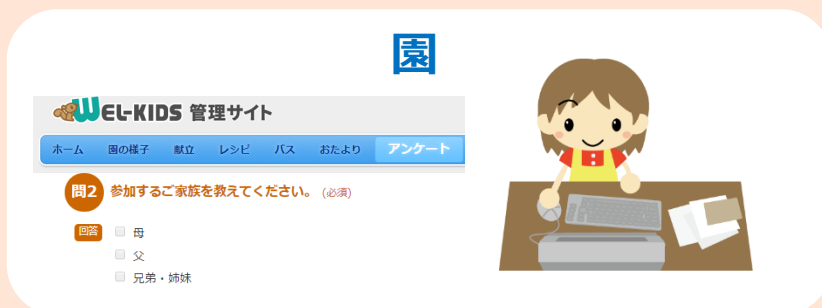 園
WEL-KIDS 管理サイト
ホーム 園の様子 献立 レシピ バス おたより アンケート
問2 参加するご家族を教えてください。 (必須)
回答 母
父
兄弟・姉妹